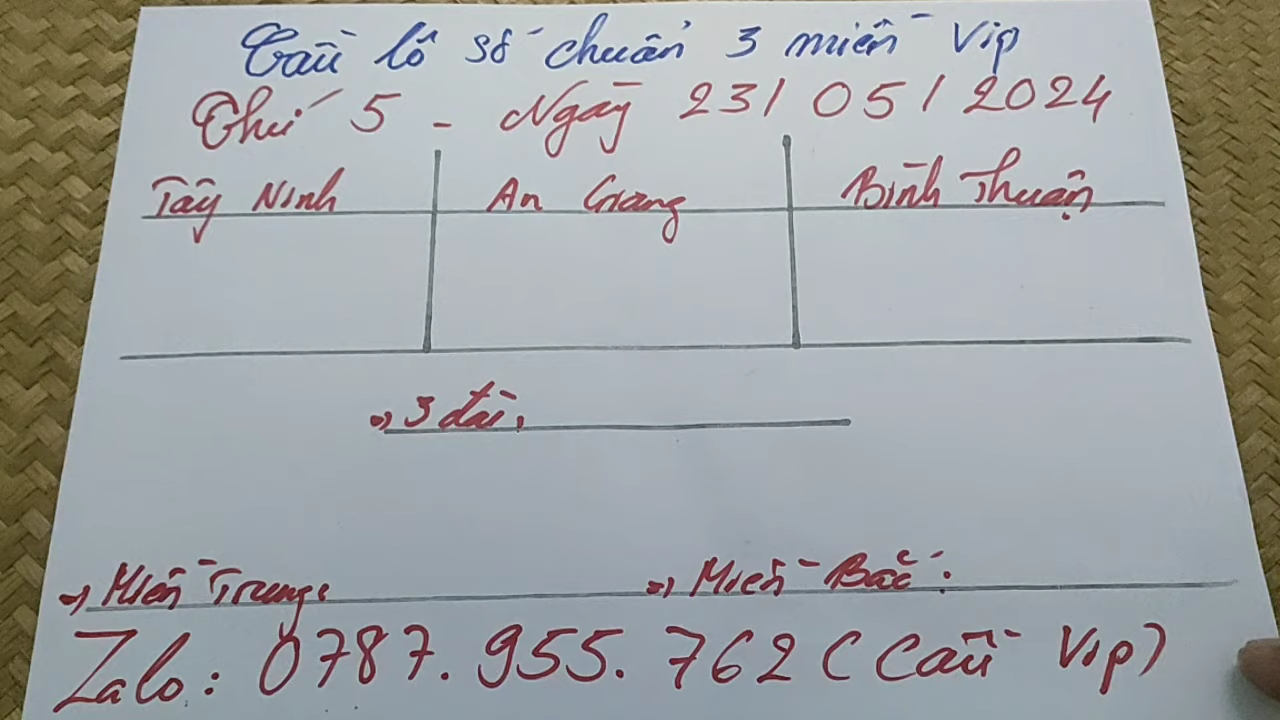 Cầu lô số chuẩn 3 miền Vip
Thứ 5 - Ngày 23/05/2024
Tây Ninh An Giang Bình Thuận
=> 3 đài:
=> Miền Trung: => Miền Bắc:
Zalo: 0787.955.762 (Cầu Vip)